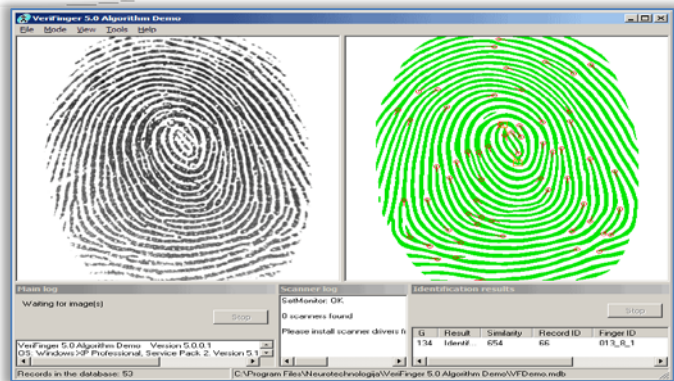 VeriFinger 5.0 Algorithm Demo
File Mode View Tools Help
Main log
Waiting for image(s)
Stop
VeriFinger 5.0 Algorithm Demo Version 5.0.0.1
OS: Windows XP Professional, Service Pack 2, Version 5.1
Scanner log
SetMonitor: OK
0 scanners found
Please install scanner drivers
Identification results
Stop
G Result Similarity Record ID Finger ID
134 Identif... 654 66 013_8_1
Records in the database: 53
C:\Program Files\Neurotechnologija\VeriFinger 5.0 Algorithm Demo\VFDemo.mdb